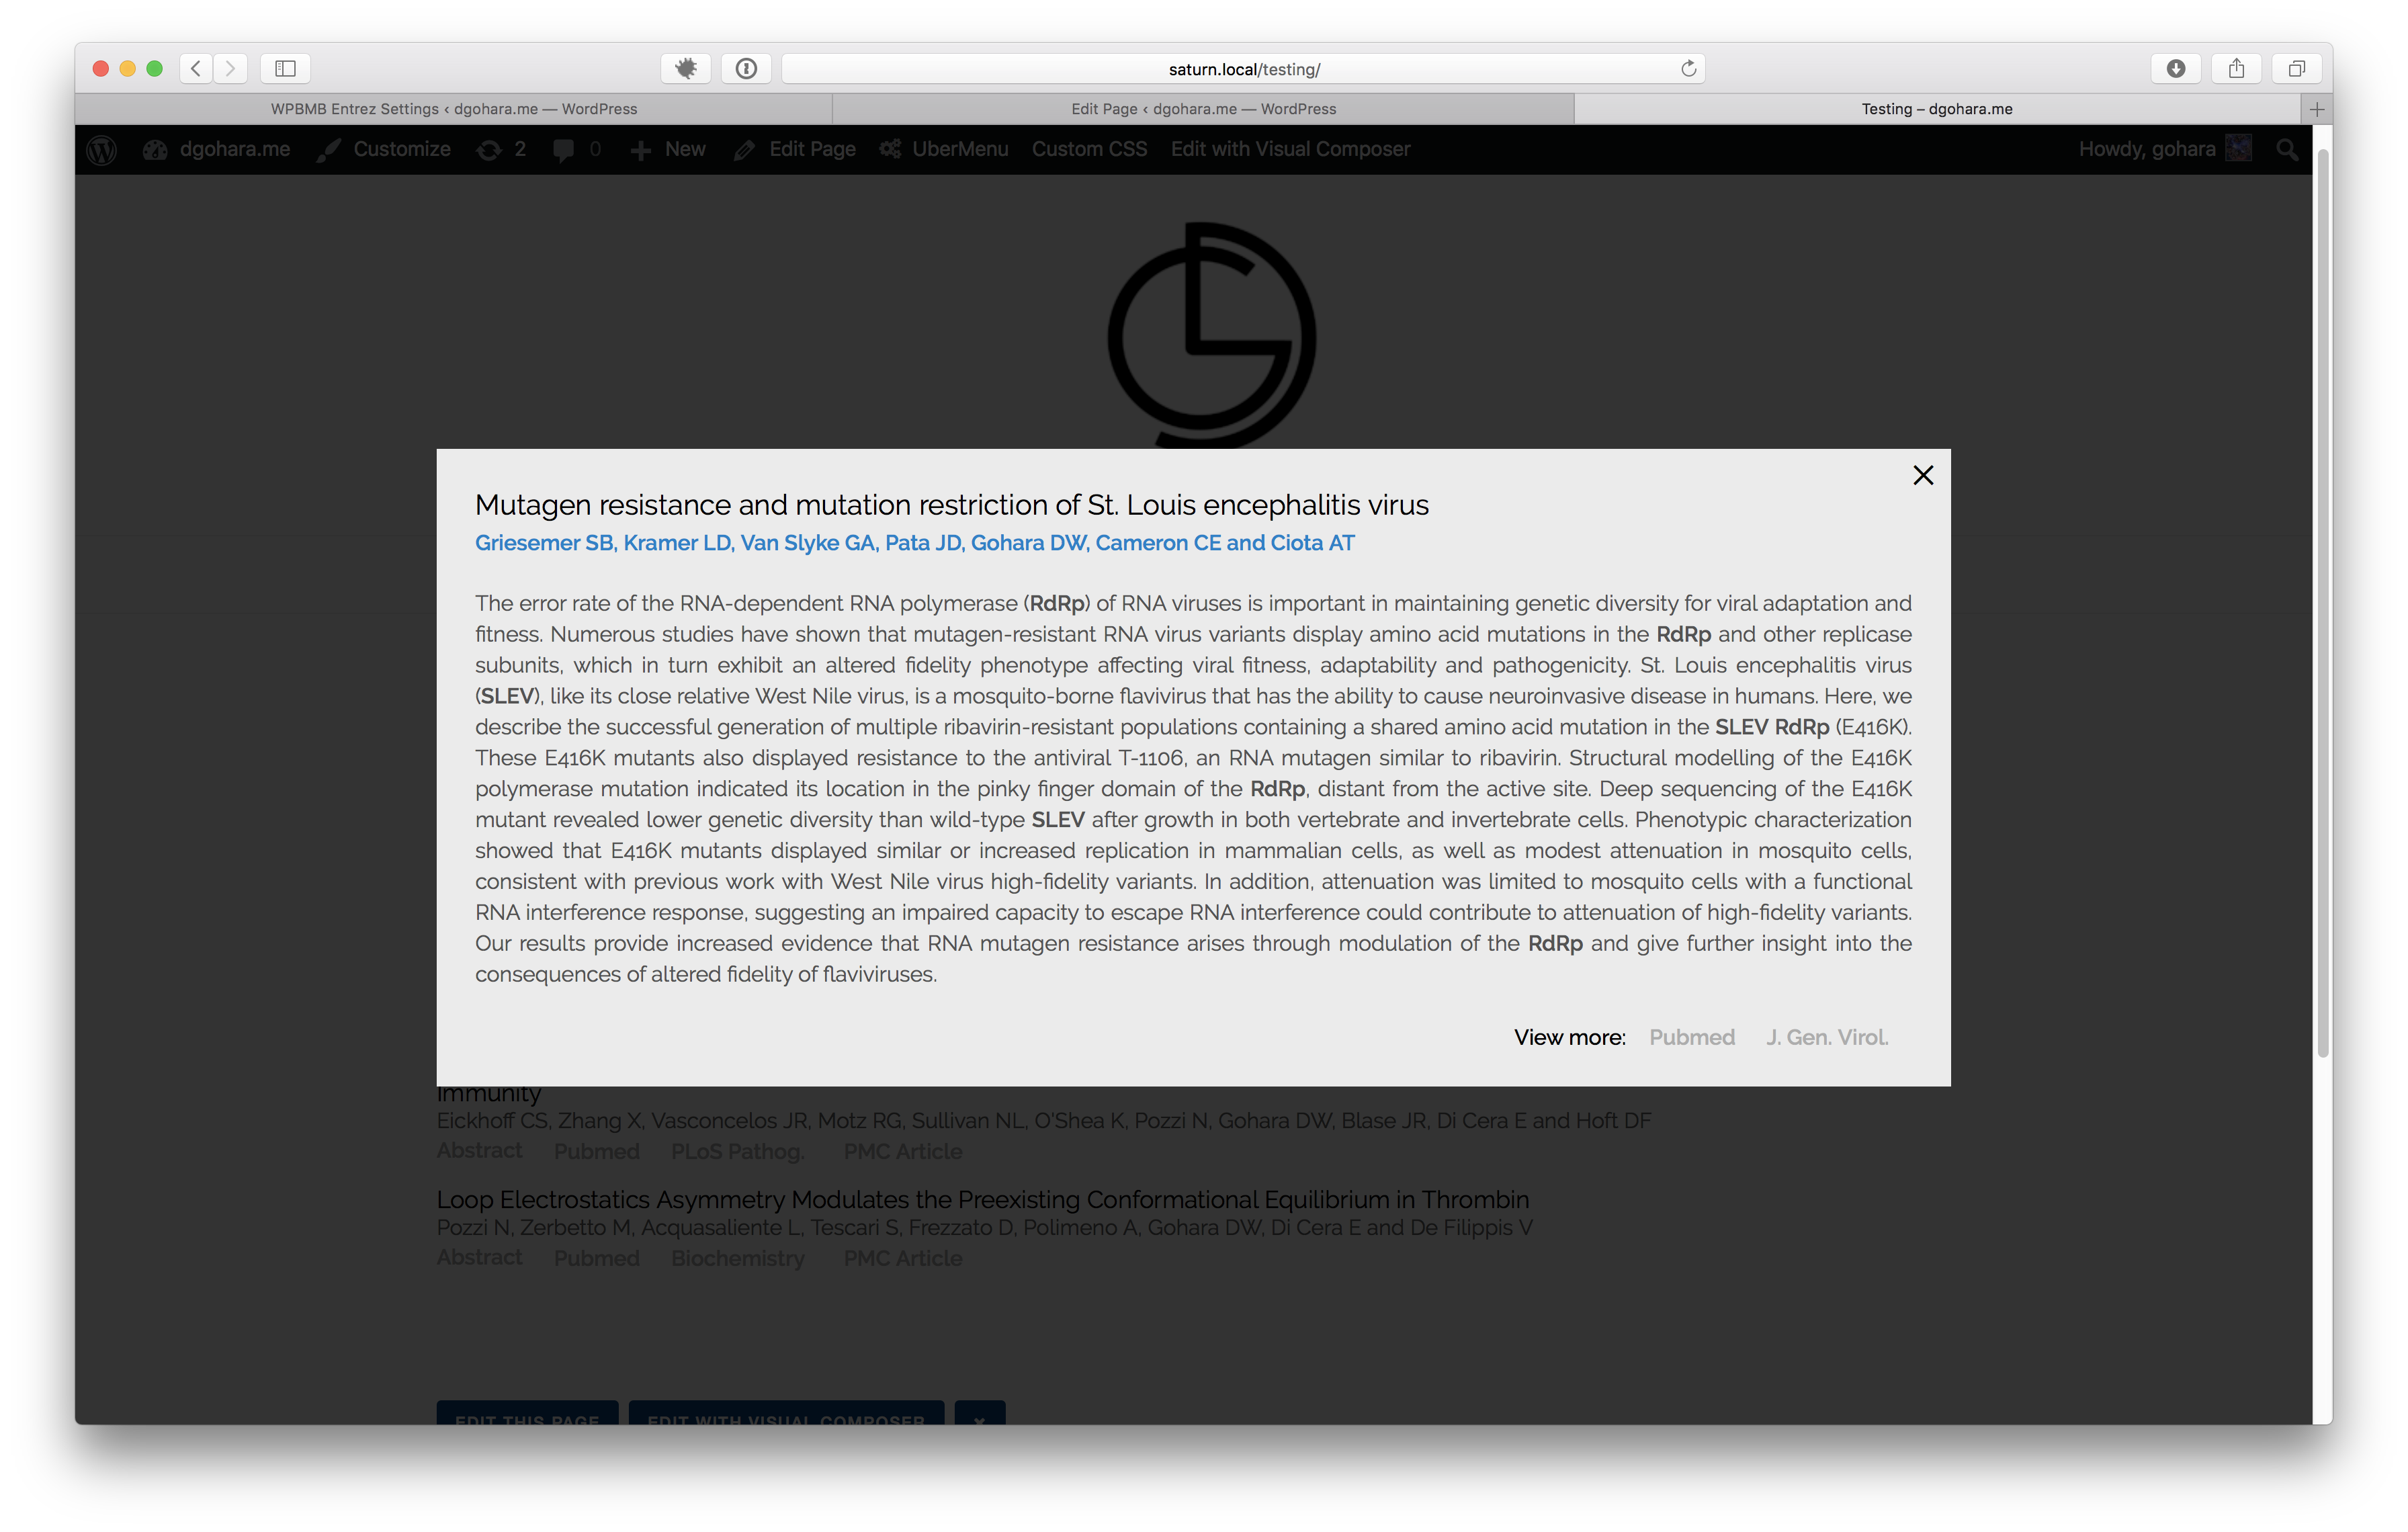 saturn.local/testing/
WPBMB Entrez Settings ‹ dgohara.me — WordPress
Edit Page ‹ dgohara.me — WordPress
Testing – dgohara.me
dgohara.me Customize 2 0 New Edit Page UberMenu Custom CSS Edit with Visual Composer Howdy, gohara
Mutagen resistance and mutation restriction of St. Louis encephalitis virus
Griesemer SB, Kramer LD, Van Slyke GA, Pata JD, Gohara DW, Cameron CE and Ciota AT
The error rate of the RNA-dependent RNA polymerase (RdRp) of RNA viruses is important in maintaining genetic diversity for viral adaptation and
fitness. Numerous studies have shown that mutagen-resistant RNA virus variants display amino acid mutations in the RdRp and other replicase
subunits, which in turn exhibit an altered fidelity phenotype affecting viral fitness, adaptability and pathogenicity. St. Louis encephalitis virus
(SLEV), like its close relative West Nile virus, is a mosquito-borne flavivirus that has the ability to cause neuroinvasive disease in humans. Here, we
describe the successful generation of multiple ribavirin-resistant populations containing a shared amino acid mutation in the SLEV RdRp (E416K).
These E416K mutants also displayed resistance to the antiviral T-1106, an RNA mutagen similar to ribavirin. Structural modelling of the E416K
polymerase mutation indicated its location in the pinky finger domain of the RdRp, distant from the active site. Deep sequencing of the E416K
mutant revealed lower genetic diversity than wild-type SLEV after growth in both vertebrate and invertebrate cells. Phenotypic characterization
showed that E416K mutants displayed similar or increased replication in mammalian cells, as well as modest attenuation in mosquito cells,
consistent with previous work with West Nile virus high-fidelity variants. In addition, attenuation was limited to mosquito cells with a functional
RNA interference response, suggesting an impaired capacity to escape RNA interference could contribute to attenuation of high-fidelity variants.
Our results provide increased evidence that RNA mutagen resistance arises through modulation of the RdRp and give further insight into the
consequences of altered fidelity of flaviviruses.
View more: Pubmed J. Gen. Virol.
Immunity
Eickhoff CS, Zhang X, Vasconcelos JR, Motz RG, Sullivan NL, O'Shea K, Pozzi N, Gohara DW, Blase JR, Di Cera E and Hoft DF
Abstract Pubmed PLoS Pathog. PMC Article
Loop Electrostatics Asymmetry Modulates the Preexisting Conformational Equilibrium in Thrombin
Pozzi N, Zerbetto M, Acquasaliente L, Tescari S, Frezzato D, Polimeno A, Gohara DW, Di Cera E and De Filippis V
Abstract Pubmed Biochemistry PMC Article
EDIT THIS PAGE EDIT WITH VISUAL COMPOSER